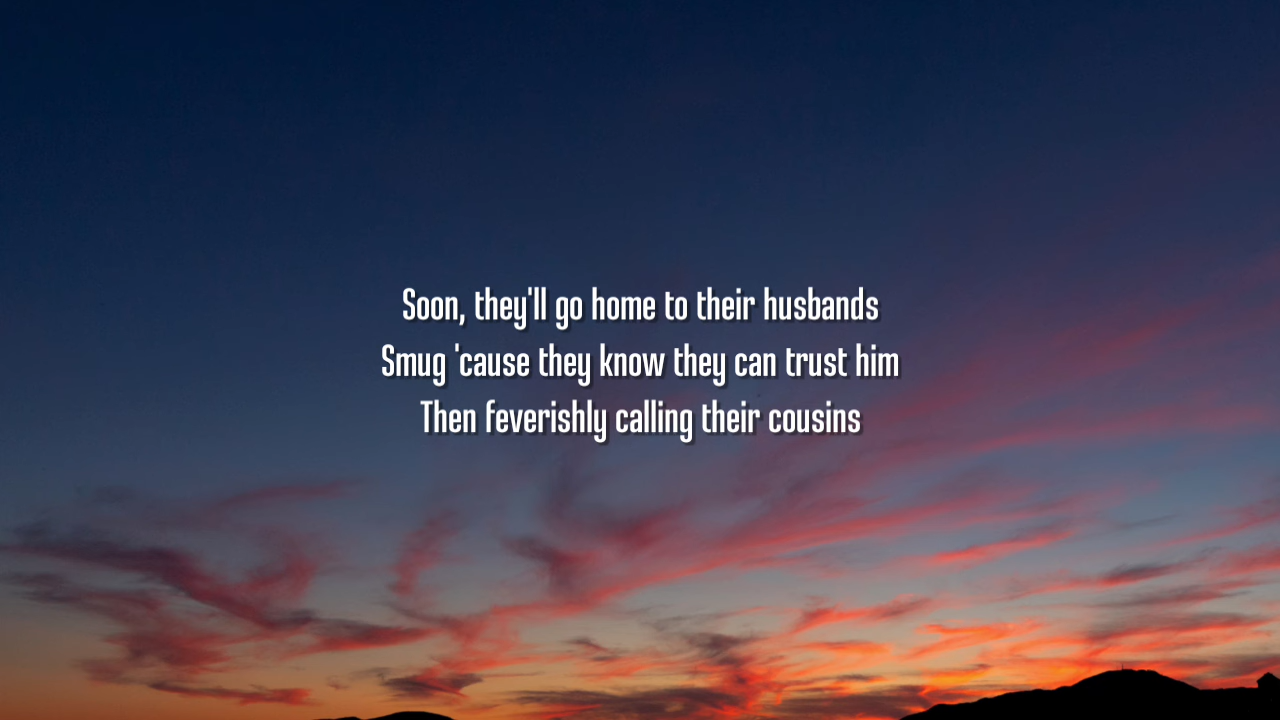 Soon, they'll go home to their husbands
Smug 'cause they know they can trust him
Then feverishly calling their cousins